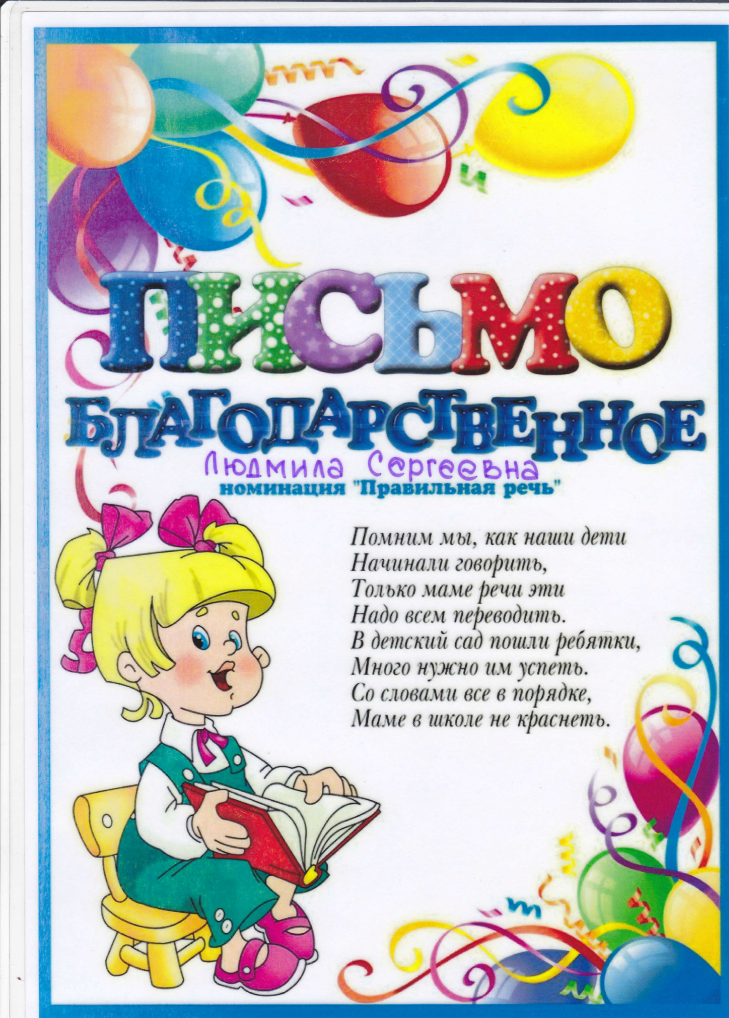 ПИСЬМО
БЛАГОДАРСТВЕННОЕ
Людмила Сергеевна
номинация "Правильная речь"
Помним мы, как наши дети
Начинали говорить,
Только маме речи эти
Надо всем переводить.
В детский сад пошли ребятки,
Много нужно им успеть.
Со словами все в порядке,
Маме в школе не краснеть.